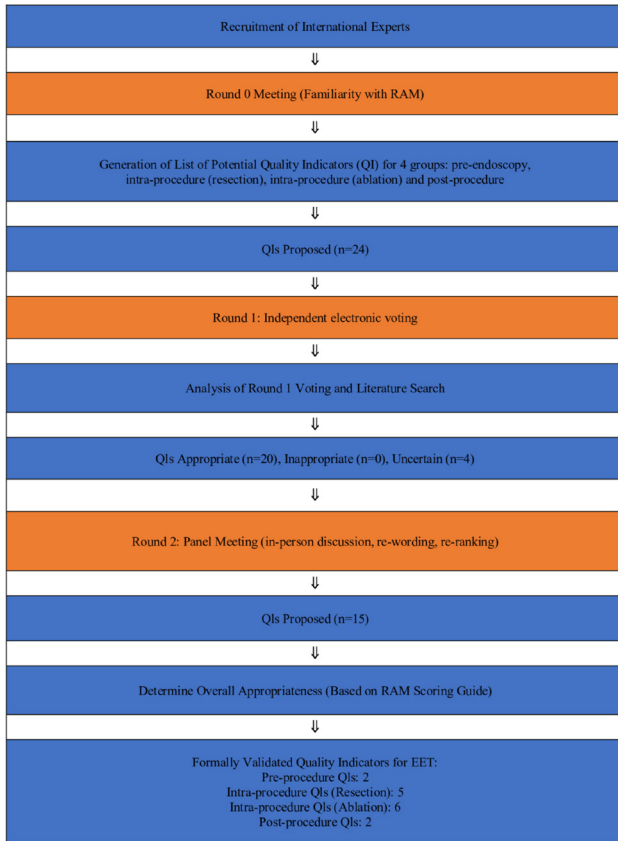 Recruitment of International Experts
⇓
Round 0 Meeting (Familiarity with RAM)
⇓
Generation of List of Potential Quality Indicators (QI) for 4 groups: pre-endoscopy,
intra-procedure (resection), intra-procedure (ablation) and post-procedure
⇓
QIs Proposed (n=24)
⇓
Round 1: Independent electronic voting
⇓
Analysis of Round 1 Voting and Literature Search
⇓
QIs Appropriate (n=20), Inappropriate (n=0), Uncertain (n=4)
⇓
Round 2: Panel Meeting (in-person discussion, re-wording, re-ranking)
⇓
QIs Proposed (n=15)
⇓
Determine Overall Appropriateness (Based on RAM Scoring Guide)
⇓
Formally Validated Quality Indicators for EET:
Pre-procedure QIs: 2
Intra-procedure QIs (Resection): 5
Intra-procedure QIs (Ablation): 6
Post-procedure QIs: 2